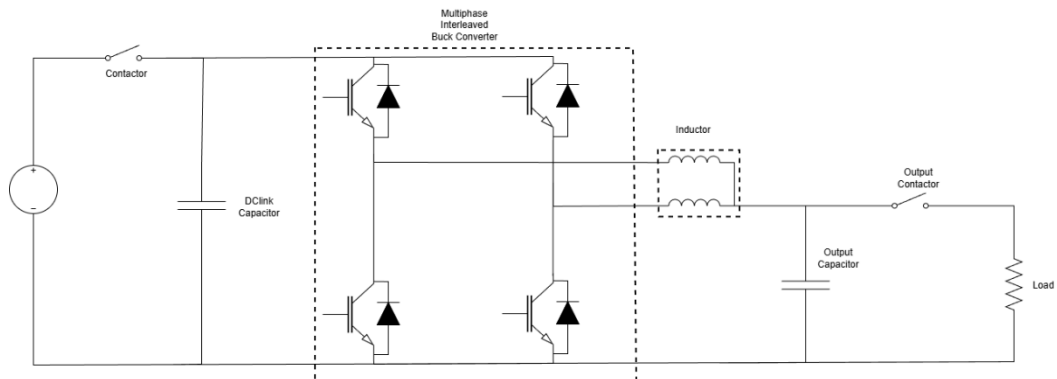 Multiphase
Interleaved
Buck Converter
Contactor
Inductor
Output
Contactor
+
−
DClink
Capacitor
Output
Capacitor
Load